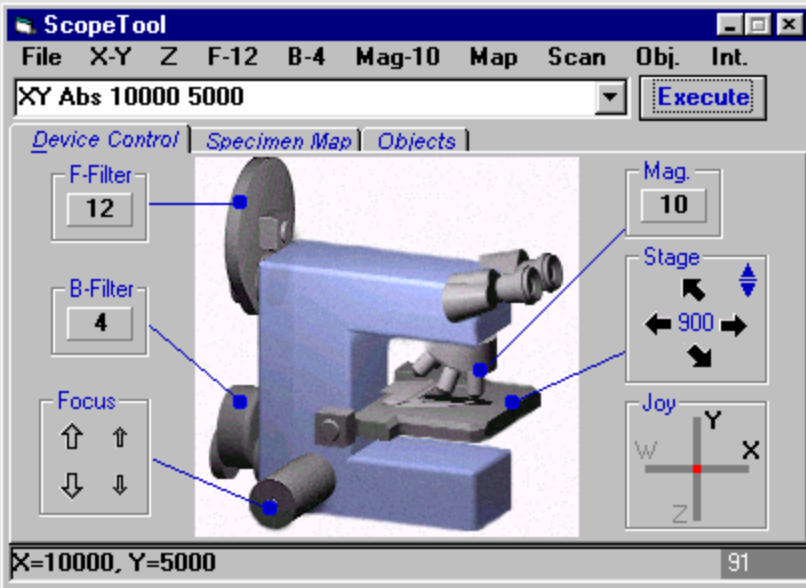 ScopeTool
File X-Y Z F-12 B-4 Mag-10 Map Scan Obj. Int.
XY Abs 10000 5000 Execute
Device Control Specimen Map Objects
F-Filter
12
Mag.
10
B-Filter
4
Stage
900
Focus
Joy
Y
W X
Z
X=10000, Y=5000 91